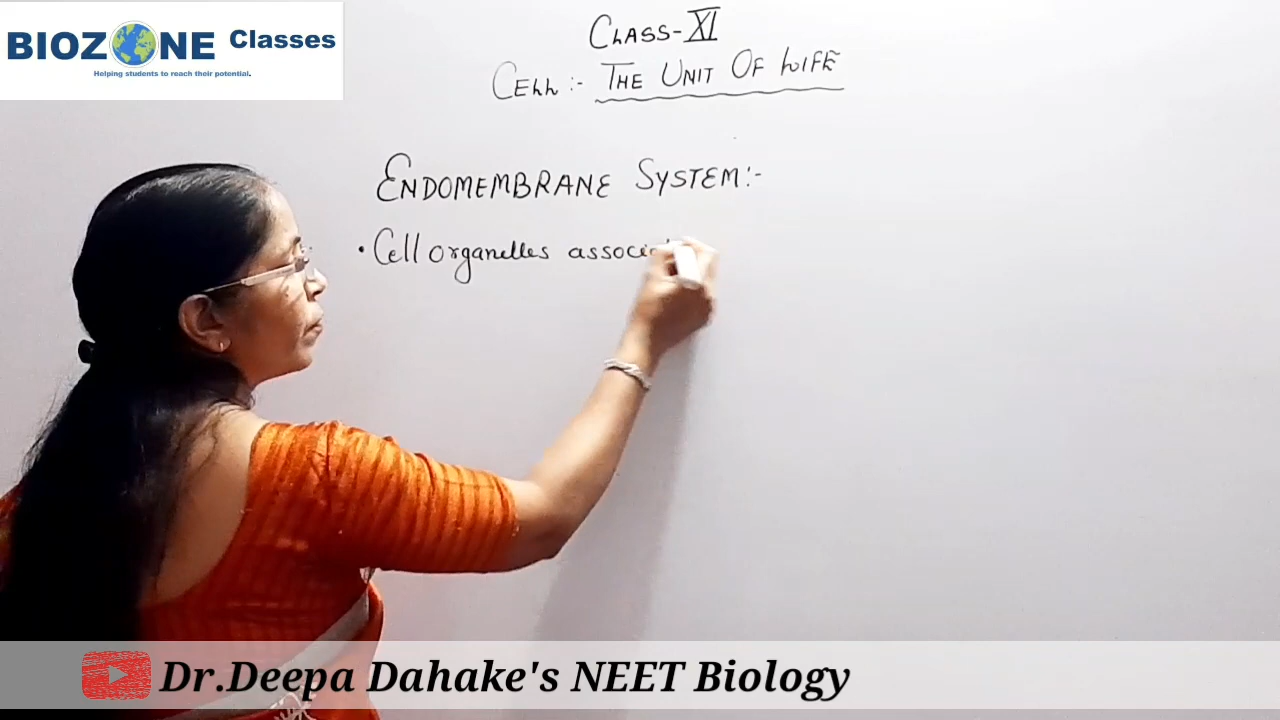 BIOZONE Classes
Helping students to reach their potential.
CLASS-XI
CELL:- THE UNIT OF LIFE
ENDOMEMBRANE SYSTEM:-
• Cell organelles associat
Dr.Deepa Dahake's NEET Biology